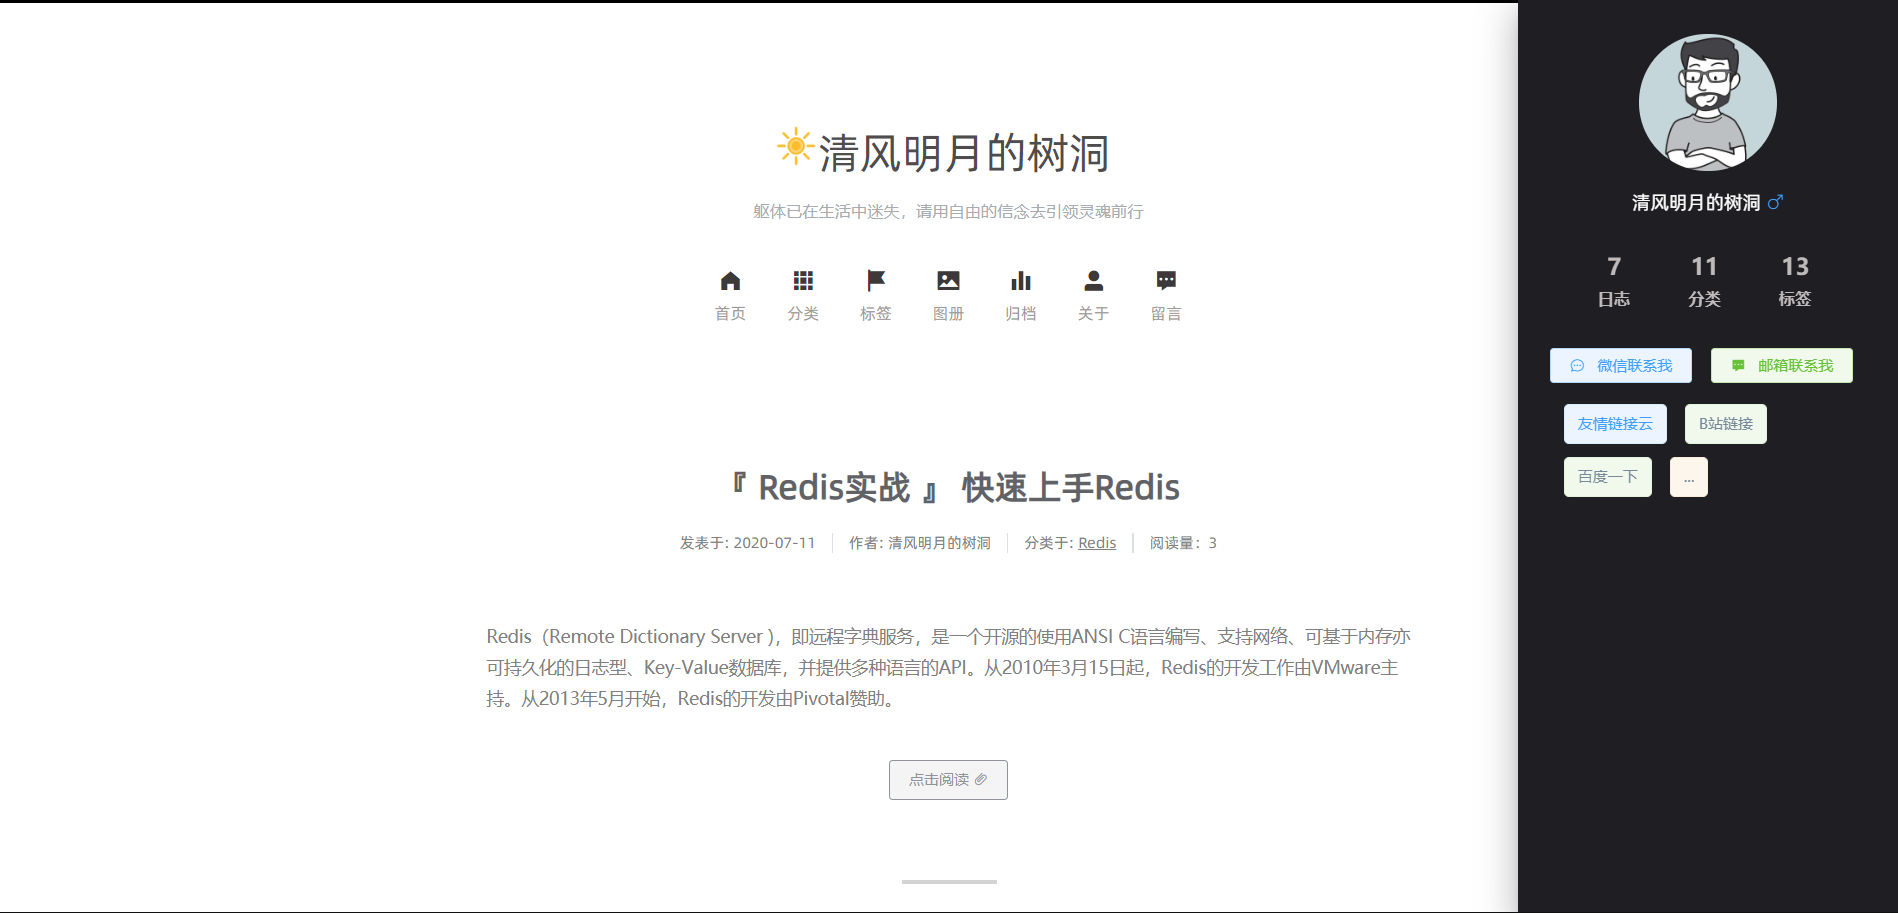 清风明月的树洞
躯体已在生活中迷失，请用自由的信念去引领灵魂前行
首页 分类 标签 图册 归档 关于 留言
『 Redis实战 』 快速上手Redis
发表于: 2020-07-11 作者: 清风明月的树洞 分类于: Redis 阅读量：3
Redis（Remote Dictionary Server )，即远程字典服务，是一个开源的使用ANSI C语言编写、支持网络、可基于内存亦
可持久化的日志型、Key-Value数据库，并提供多种语言的API。从2010年3月15日起，Redis的开发工作由VMware主
持。从2013年5月开始，Redis的开发由Pivotal赞助。
点击阅读
清风明月的树洞
7 11 13
日志 分类 标签
微信联系我 邮箱联系我
友情链接云 B站链接
百度一下 ...